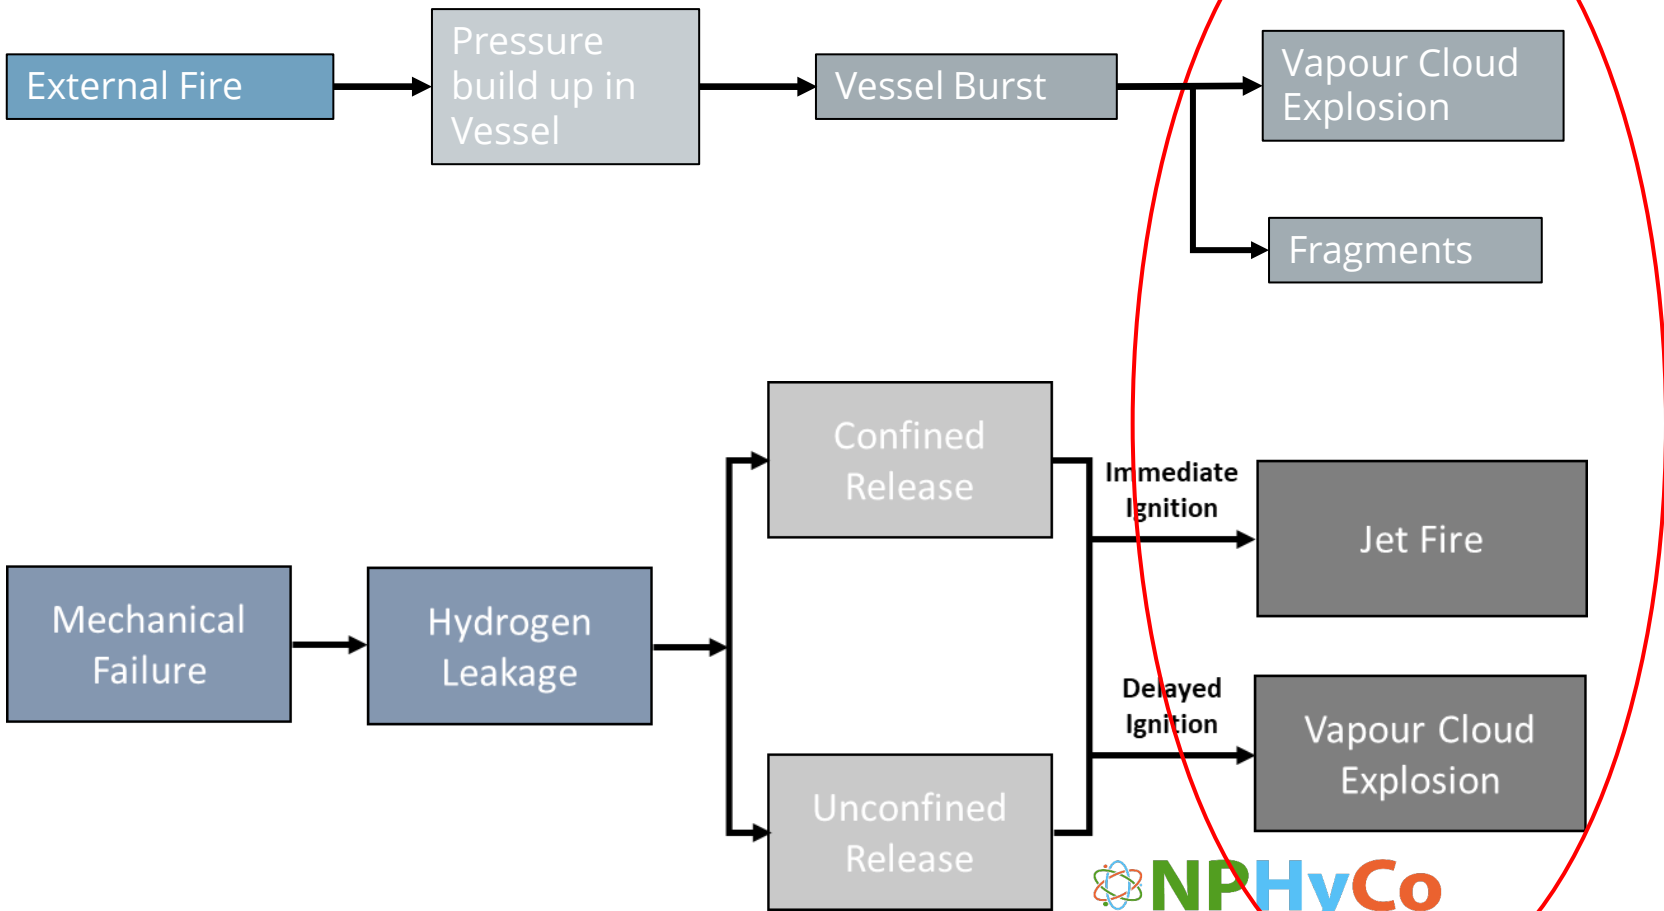 External Fire
Pressure
build up in
Vessel
Vessel Burst
Vapour Cloud
Explosion
Fragments
Confined
Release
Immediate
Ignition
Jet Fire
Mechanical
Failure
Hydrogen
Leakage
Delayed
Ignition
Vapour Cloud
Explosion
Unconfined
Release
NPHyCo